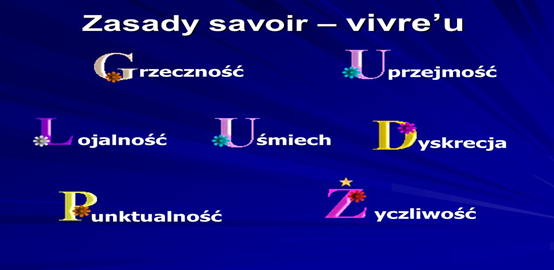 Zasady savoir – vivre’u
Grzeczność Uprzejmość
Lojalność Uśmiech Dyskrecja
Punktualność Życzliwość